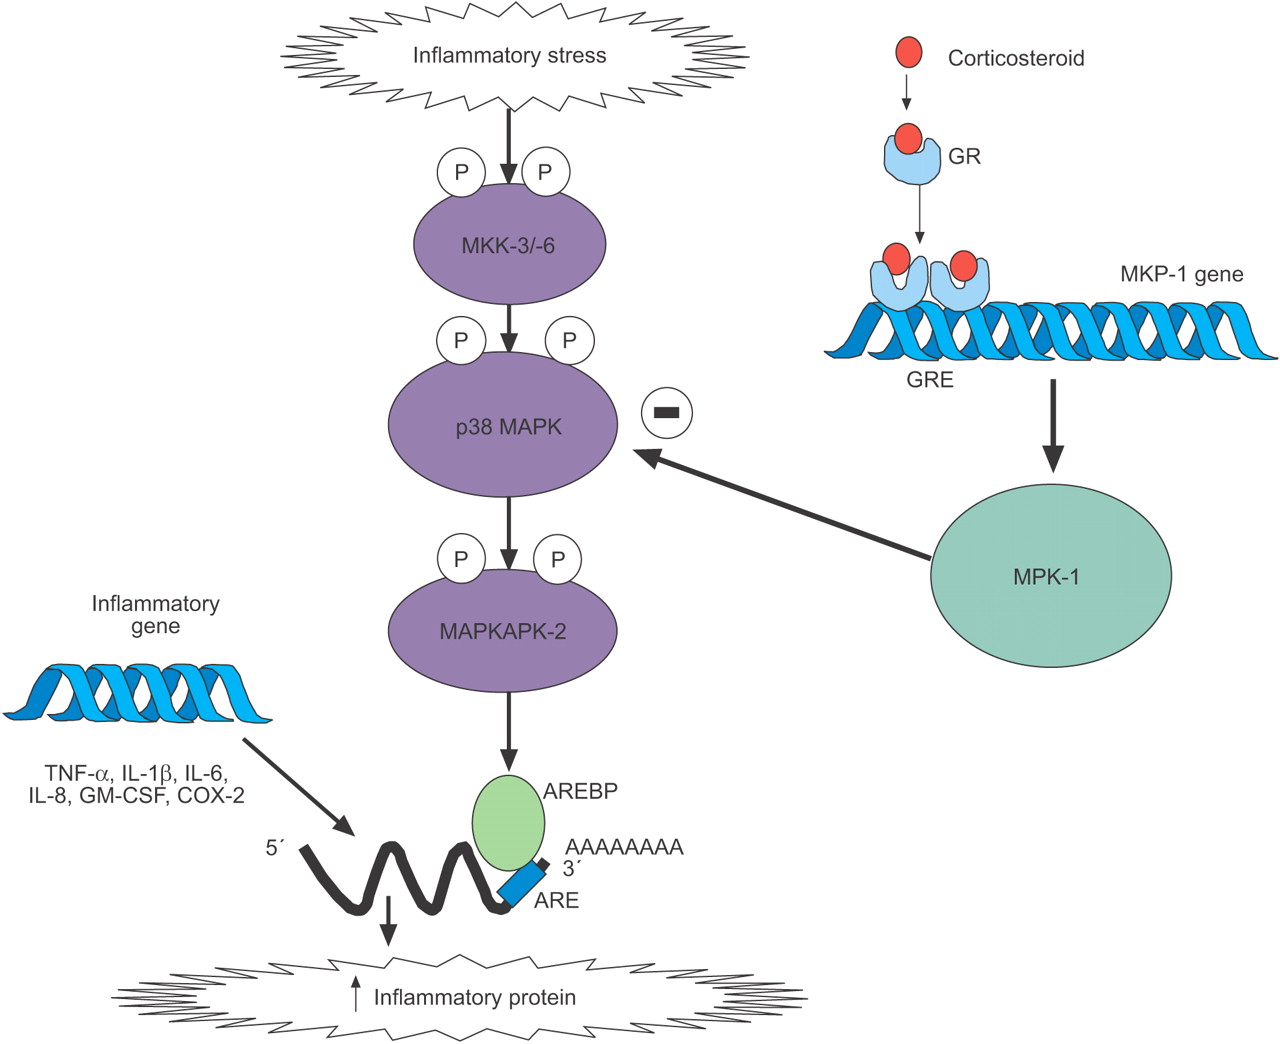 Inflammatory stress
Corticosteroid
P
P
GR
MKK-3/-6
MKP-1 gene
P
P
GRE
p38 MAPK
MPK-1
P
P
Inflammatory
gene
MAPKAPK-2
TNF-α, IL-1β, IL-6,
IL-8, GM-CSF, COX-2
AREBP
5´
AAAAAAAA
3´
ARE
↑ Inflammatory protein